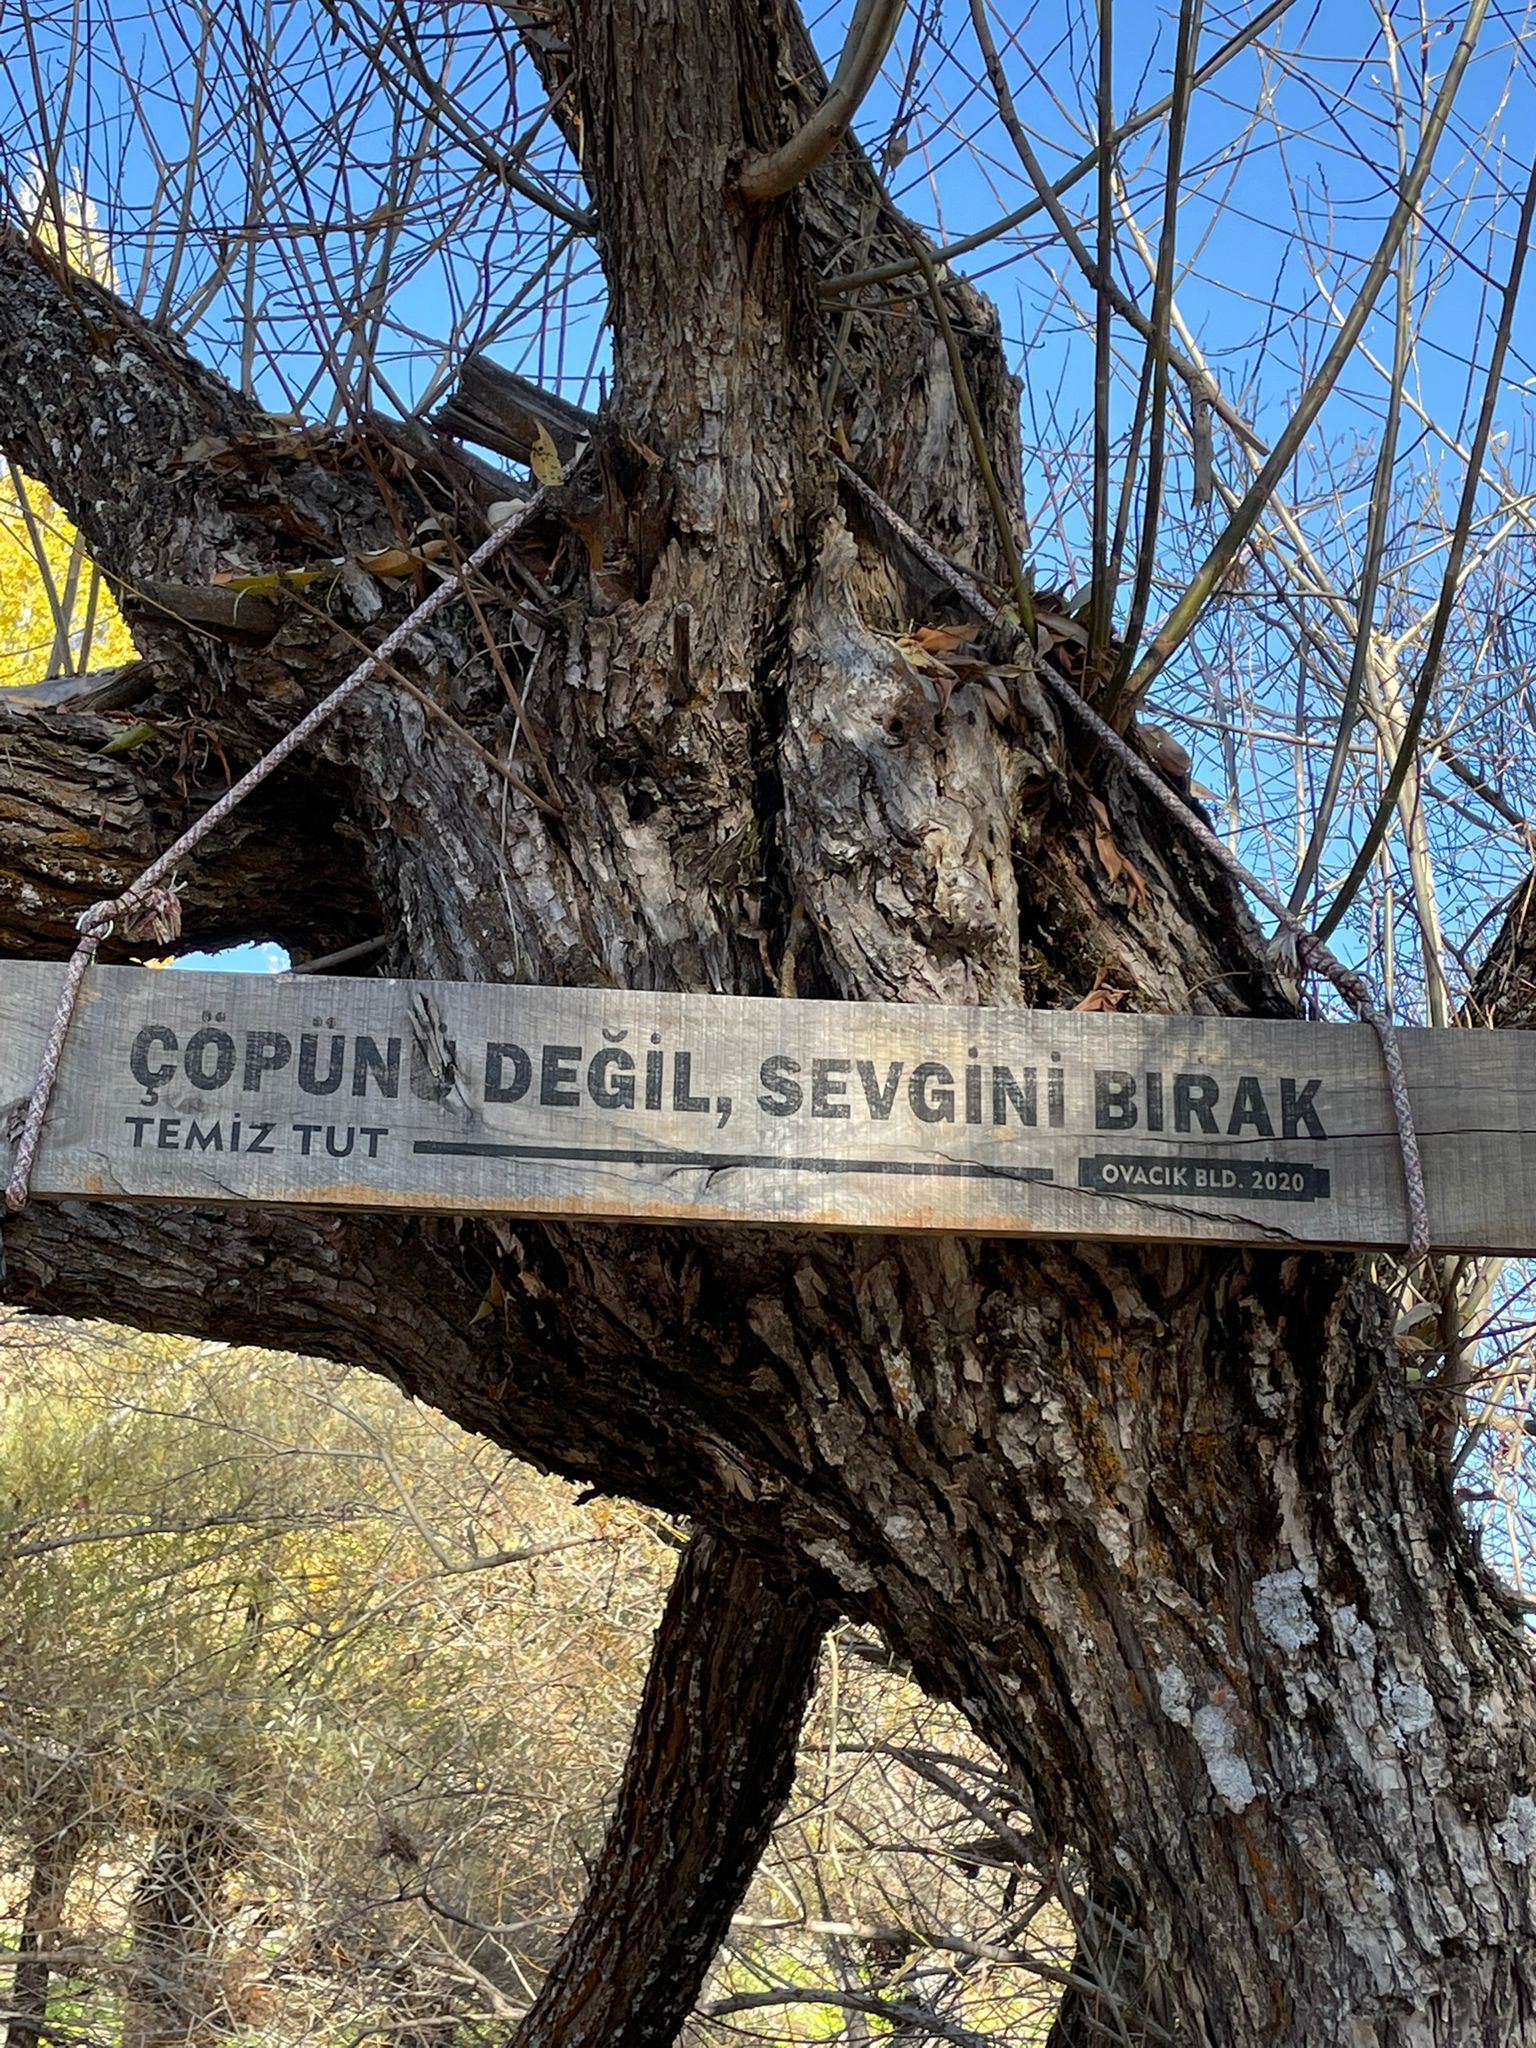 ÇÖPÜNÜ DEĞİL, SEVGİNİ BIRAK
TEMİZ TUT
OVACIK BLD. 2020